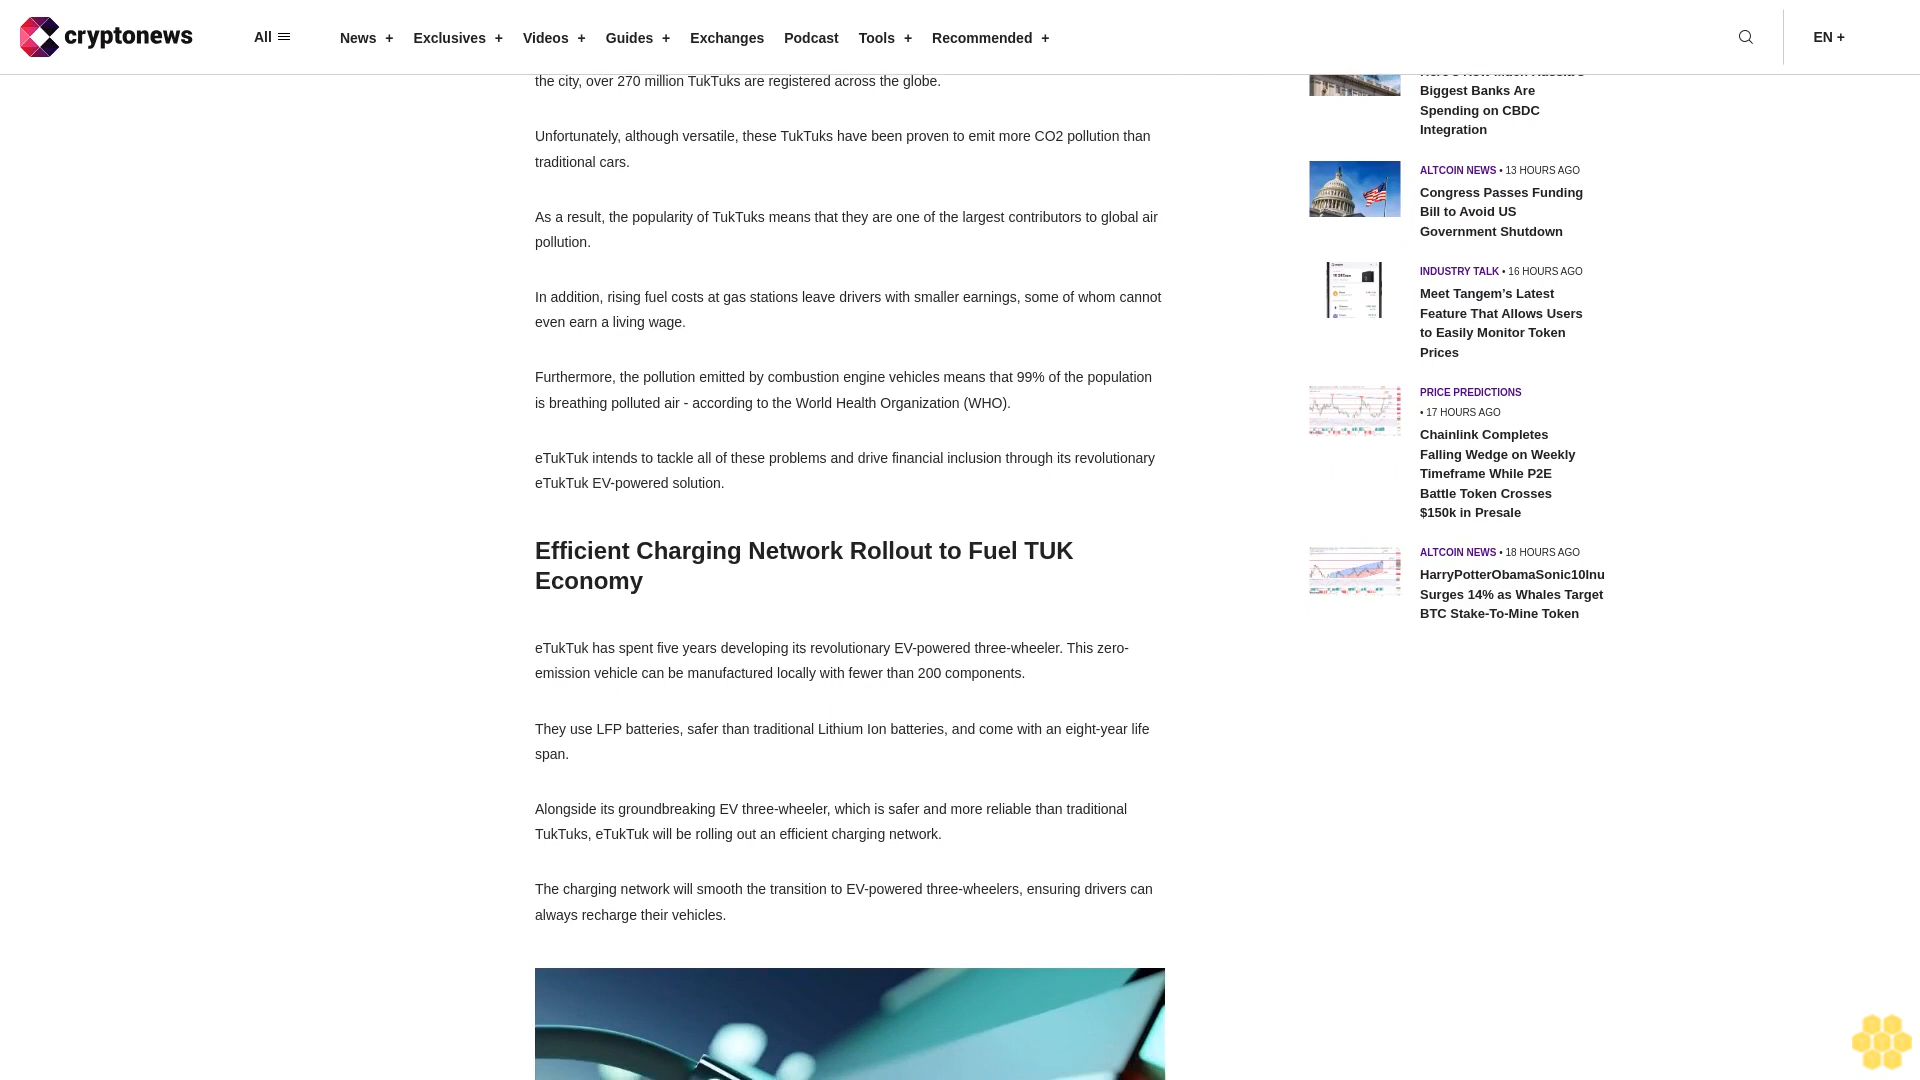 cryptonews
All
News +
Exclusives +
Videos +
Guides +
Exchanges
Podcast
Tools +
Recommended +
EN +
the city, over 270 million TukTuks are registered across the globe.
Unfortunately, although versatile, these TukTuks have been proven to emit more CO2 pollution than
traditional cars.
As a result, the popularity of TukTuks means that they are one of the largest contributors to global air
pollution.
In addition, rising fuel costs at gas stations leave drivers with smaller earnings, some of whom cannot
even earn a living wage.
Furthermore, the pollution emitted by combustion engine vehicles means that 99% of the population
is breathing polluted air - according to the World Health Organization (WHO).
eTukTuk intends to tackle all of these problems and drive financial inclusion through its revolutionary
eTukTuk EV-powered solution.
Efficient Charging Network Rollout to Fuel TUK
Economy
eTukTuk has spent five years developing its revolutionary EV-powered three-wheeler. This zero-
emission vehicle can be manufactured locally with fewer than 200 components.
They use LFP batteries, safer than traditional Lithium Ion batteries, and come with an eight-year life
span.
Alongside its groundbreaking EV three-wheeler, which is safer and more reliable than traditional
TukTuks, eTukTuk will be rolling out an efficient charging network.
The charging network will smooth the transition to EV-powered three-wheelers, ensuring drivers can
always recharge their vehicles.
Here's How Much Russia's
Biggest Banks Are
Spending on CBDC
Integration
ALTCOIN NEWS • 13 HOURS AGO
Congress Passes Funding
Bill to Avoid US
Government Shutdown
INDUSTRY TALK • 16 HOURS AGO
Meet Tangem’s Latest
Feature That Allows Users
to Easily Monitor Token
Prices
PRICE PREDICTIONS
• 17 HOURS AGO
Chainlink Completes
Falling Wedge on Weekly
Timeframe While P2E
Battle Token Crosses
$150k in Presale
ALTCOIN NEWS • 18 HOURS AGO
HarryPotterObamaSonic10Inu
Surges 14% as Whales Target
BTC Stake-To-Mine Token